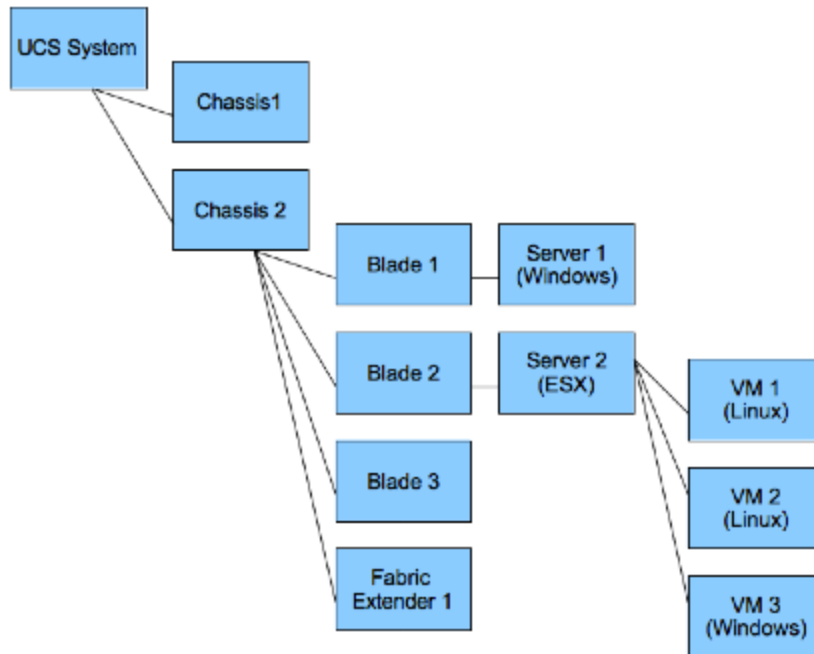 UCS System
Chassis1
Chassis 2
Blade 1
Server 1
(Windows)
Blade 2
Server 2
(ESX)
VM 1
(Linux)
Blade 3
VM 2
(Linux)
Fabric
Extender 1
VM 3
(Windows)